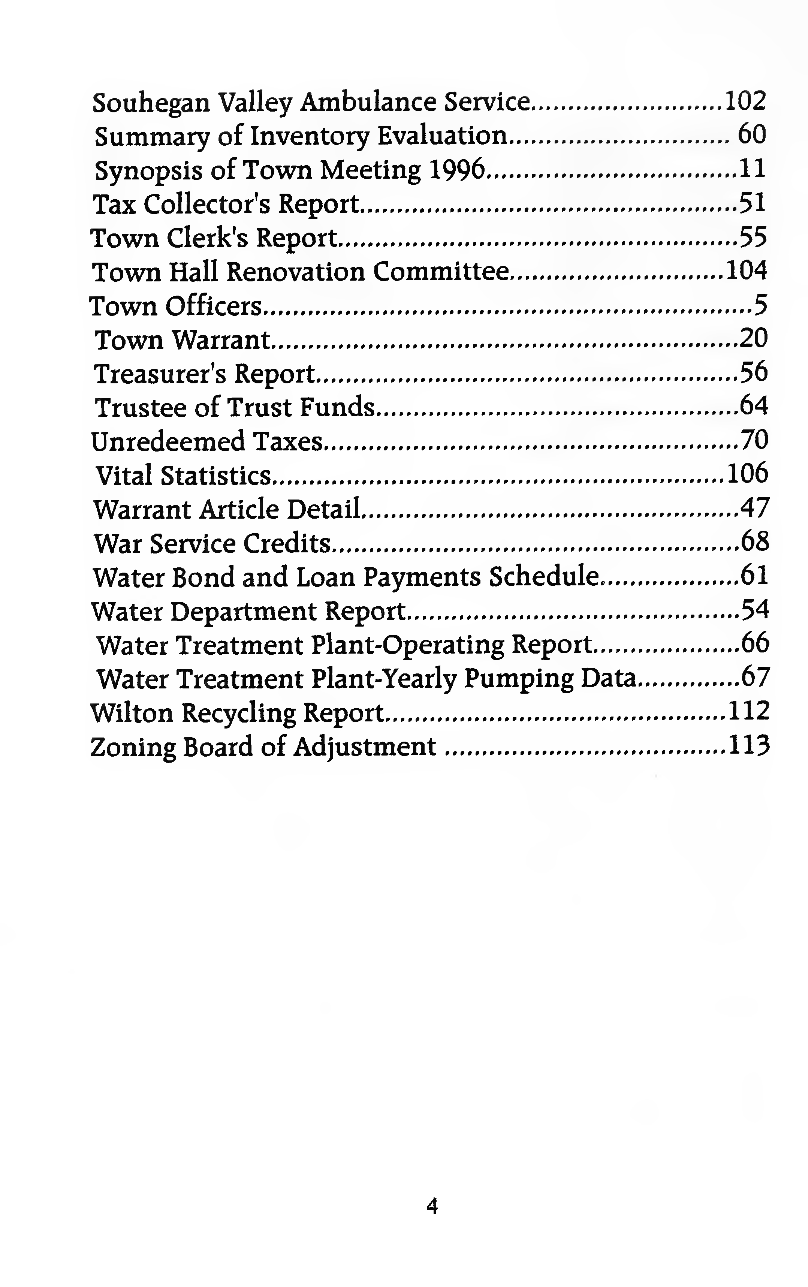 Souhegan Valley Ambulance Service..........................102
Summary of Inventory Evaluation.............................. 60
Synopsis of Town Meeting 1996..................................11
Tax Collector's Report...................................................51
Town Clerk's Report......................................................55
Town Hall Renovation Committee.............................104
Town Officers..................................................................5
Town Warrant...............................................................20
Treasurer's Report.........................................................56
Trustee of Trust Funds.................................................64
Unredeemed Taxes........................................................70
Vital Statistics.............................................................106
Warrant Article Detail...................................................47
War Service Credits.......................................................68
Water Bond and Loan Payments Schedule...................61
Water Department Report.............................................54
Water Treatment Plant-Operating Report....................66
Water Treatment Plant-Yearly Pumping Data..............67
Wilton Recycling Report..............................................112
Zoning Board of Adjustment ......................................113
4